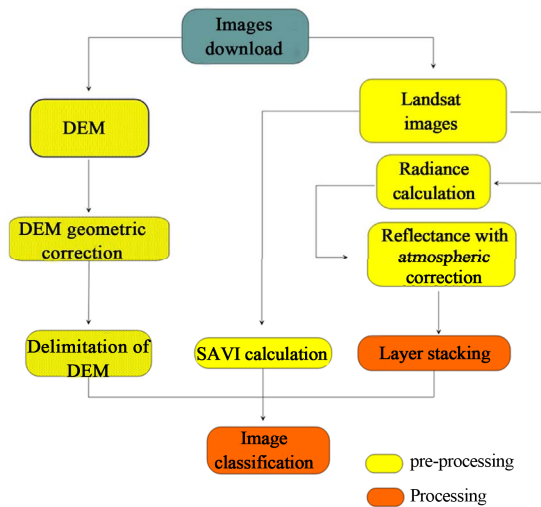 Images
download
DEM
Landsat
images
Radiance
calculation
DEM geometric
correction
Reflectance with
atmospheric
correction
Delimitation of
DEM
SAVI calculation
Layer stacking
Image
classification
pre-processing
Processing